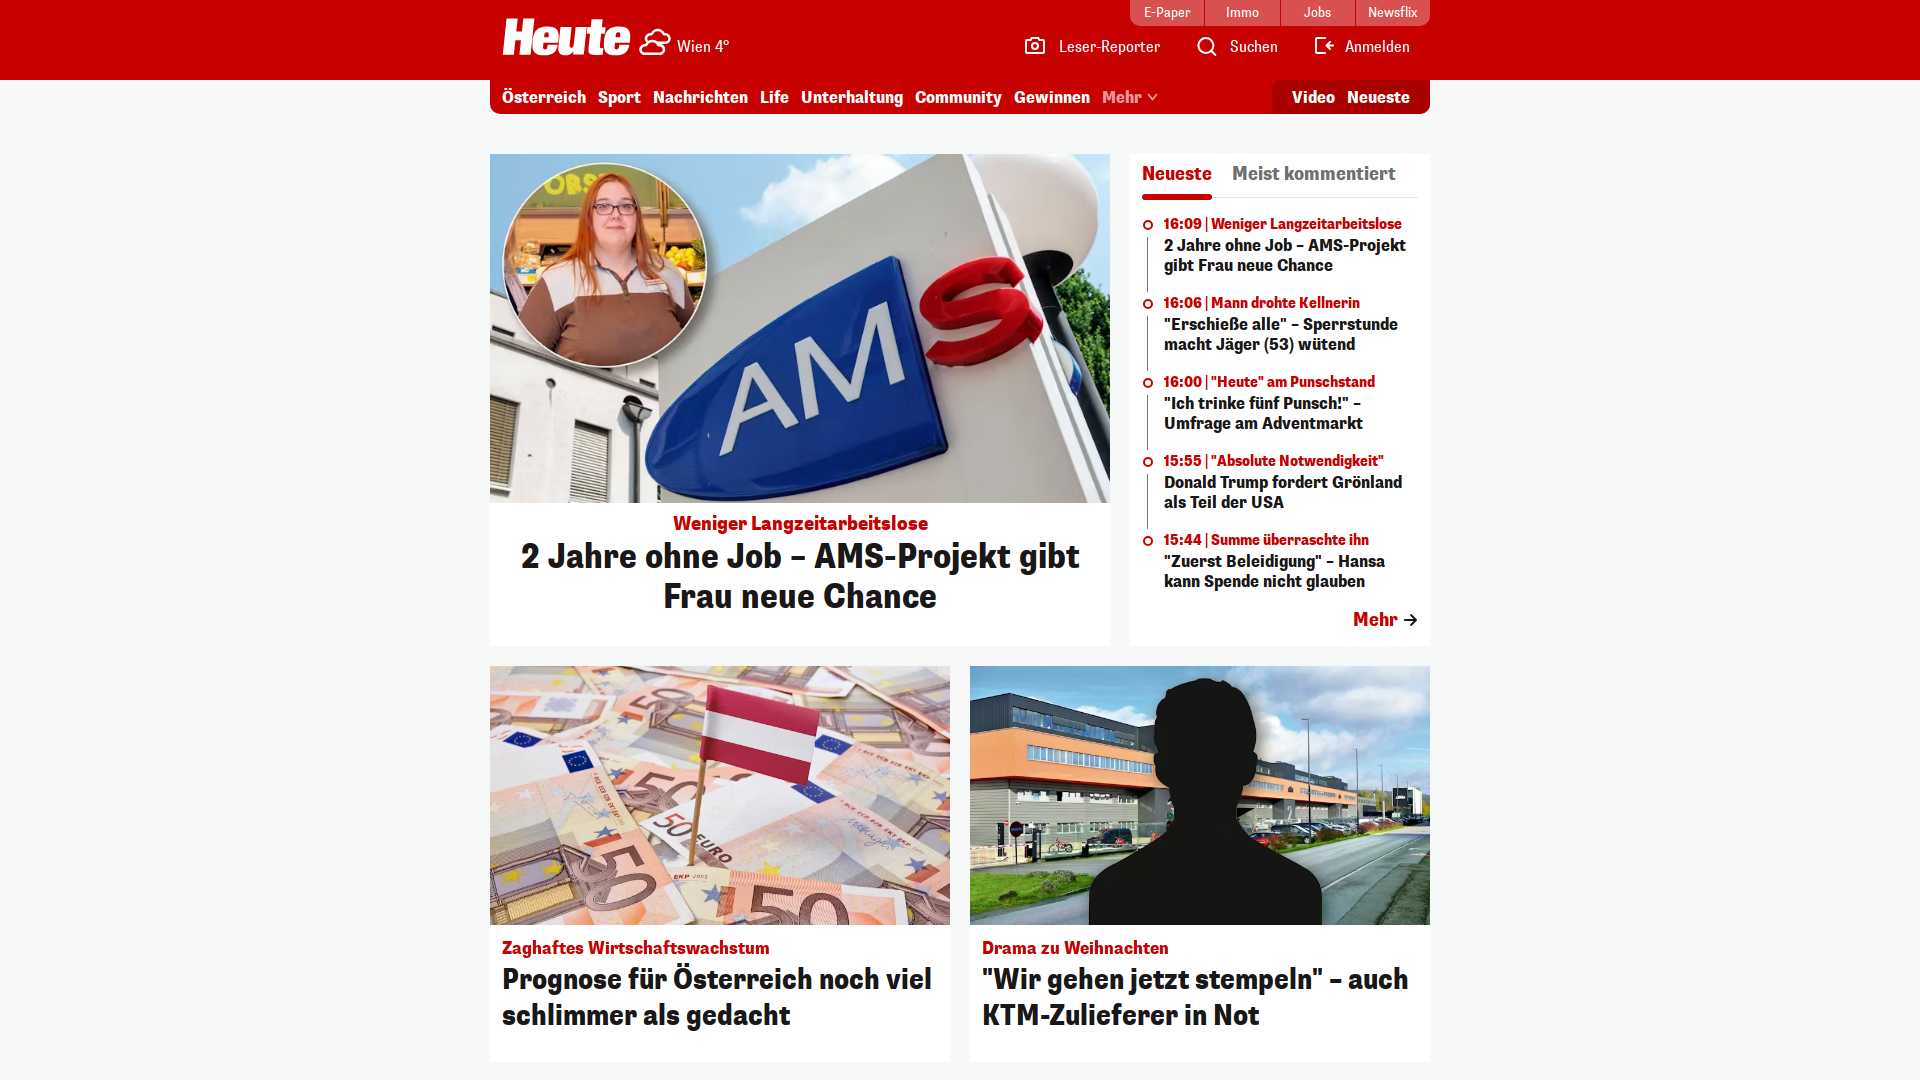 E-Paper
Immo
Jobs
Newsflix
Heute
Wien 4°
Leser-Reporter
Suchen
Anmelden
Österreich
Sport
Nachrichten
Life
Unterhaltung
Community
Gewinnen
Mehr
Video
Neueste
OBS
AMS
Weniger Langzeitarbeitslose
2 Jahre ohne Job – AMS-Projekt gibt
Frau neue Chance
Neueste
Meist kommentiert
16:09 | Weniger Langzeitarbeitslose
2 Jahre ohne Job – AMS-Projekt
gibt Frau neue Chance
16:06 | Mann drohte Kellnerin
"Erschieße alle" – Sperrstunde
macht Jäger (53) wütend
16:00 | "Heute" am Punschstand
"Ich trinke fünf Punsch!" –
Umfrage am Adventmarkt
15:55 | "Absolute Notwendigkeit"
Donald Trump fordert Grönland
als Teil der USA
15:44 | Summe überraschte ihn
"Zuerst Beleidigung" – Hansa
kann Spende nicht glauben
Mehr
50
50 EURO
50
50
Zaghaftes Wirtschaftswachstum
Prognose für Österreich noch viel
schlimmer als gedacht
Drama zu Weihnachten
"Wir gehen jetzt stempeln" – auch
KTM-Zulieferer in Not